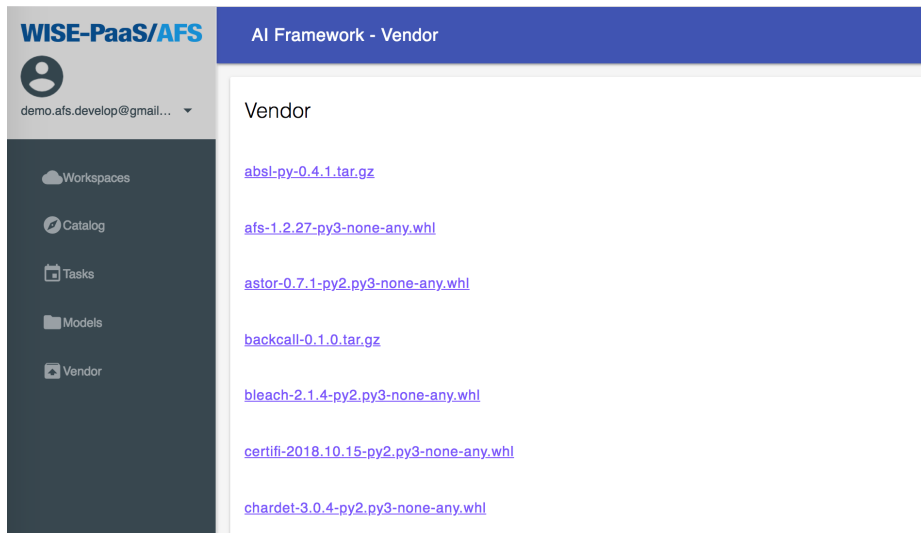 WISE-PaaS/AFS
demo.afs.develop@gmail...
Workspaces
Catalog
Tasks
Models
Vendor
AI Framework - Vendor
Vendor
absl-py-0.4.1.tar.gz
afs-1.2.27-py3-none-any.whl
astor-0.7.1-py2.py3-none-any.whl
backcall-0.1.0.tar.gz
bleach-2.1.4-py2.py3-none-any.whl
certifi-2018.10.15-py2.py3-none-any.whl
chardet-3.0.4-py2.py3-none-any.whl